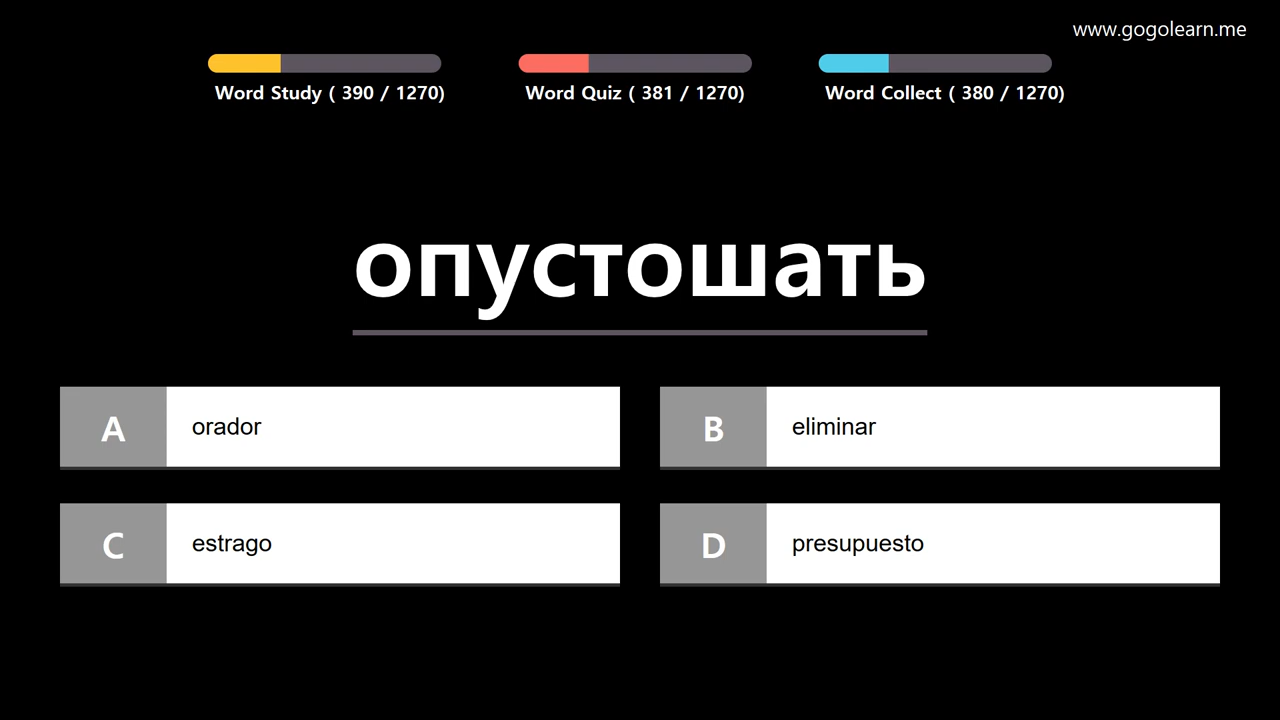 www.gogolearn.me
Word Study ( 390 / 1270)
Word Quiz ( 381 / 1270)
Word Collect ( 380 / 1270)
опустошать
A orador
B eliminar
C estrago
D presupuesto